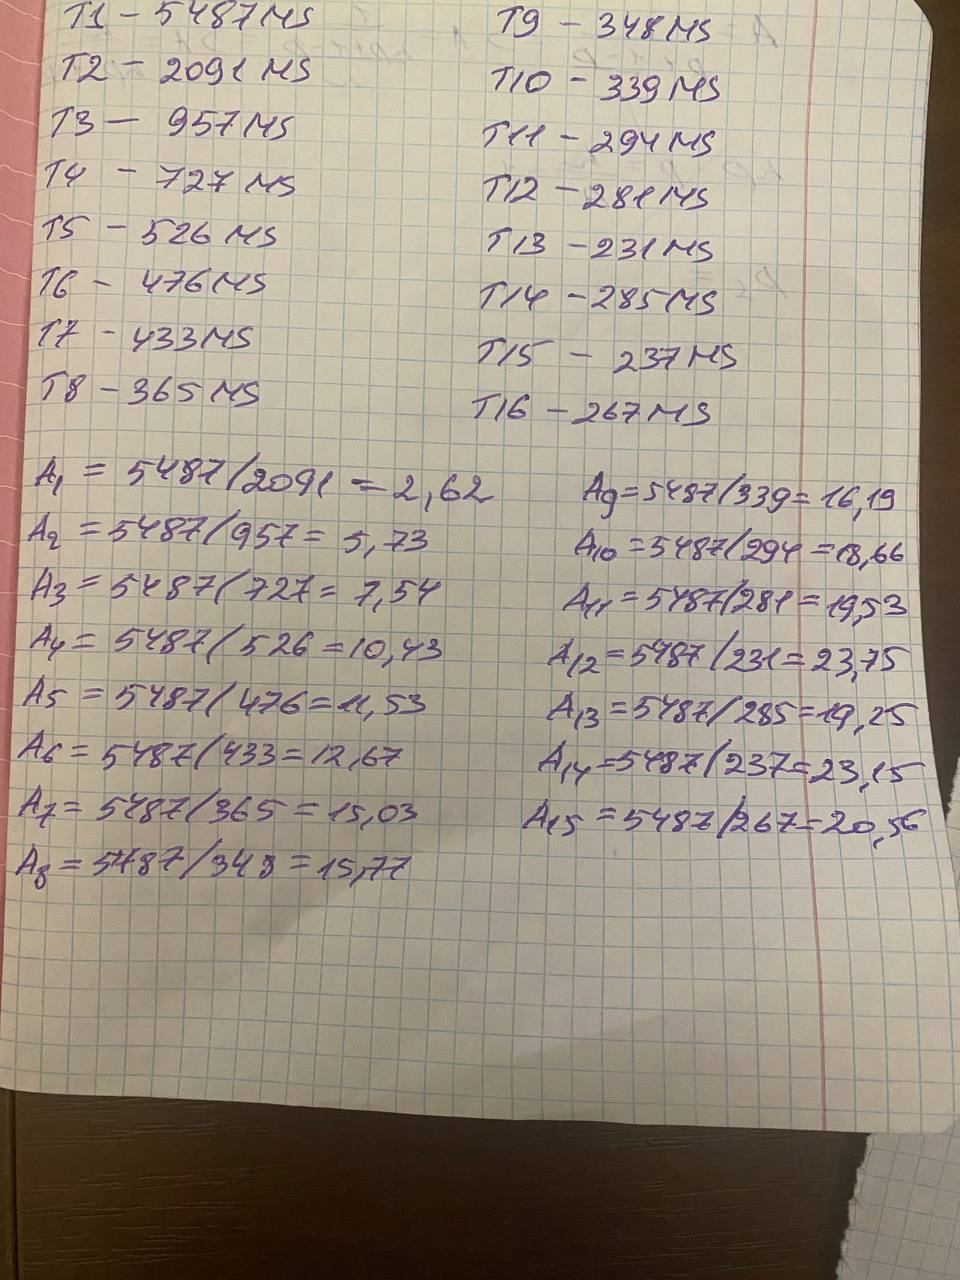 T1 - 5487 MS
T2 - 2091 MS
T3 - 957 MS
T4 - 727 MS
T5 - 526 MS
T6 - 476 MS
T7 - 433 MS
T8 - 365 MS
T9 - 348 MS
T10 - 339 MS
T11 - 294 MS
T12 - 281 MS
T13 - 231 MS
T14 - 285 MS
T15 - 237 MS
T16 - 267 MS
A₁ = 5487/2091 = 2,62
A₂ = 5487/957 = 5,73
A₃ = 5487/727 = 7,54
A₄ = 5487/526 = 10,43
A₅ = 5487/476 = 11,53
A₆ = 5487/433 = 12,67
A₇ = 5487/365 = 15,03
A₈ = 5487/348 = 15,77
A₉ = 5487/339 = 16,19
A₁₀ = 5487/294 = 18,66
A₁₁ = 5487/281 = 19,53
A₁₂ = 5487/231 = 23,75
A₁₃ = 5487/285 = 19,25
A₁₄ = 5487/237 = 23,15
A₁₅ = 5487/267 = 20,56